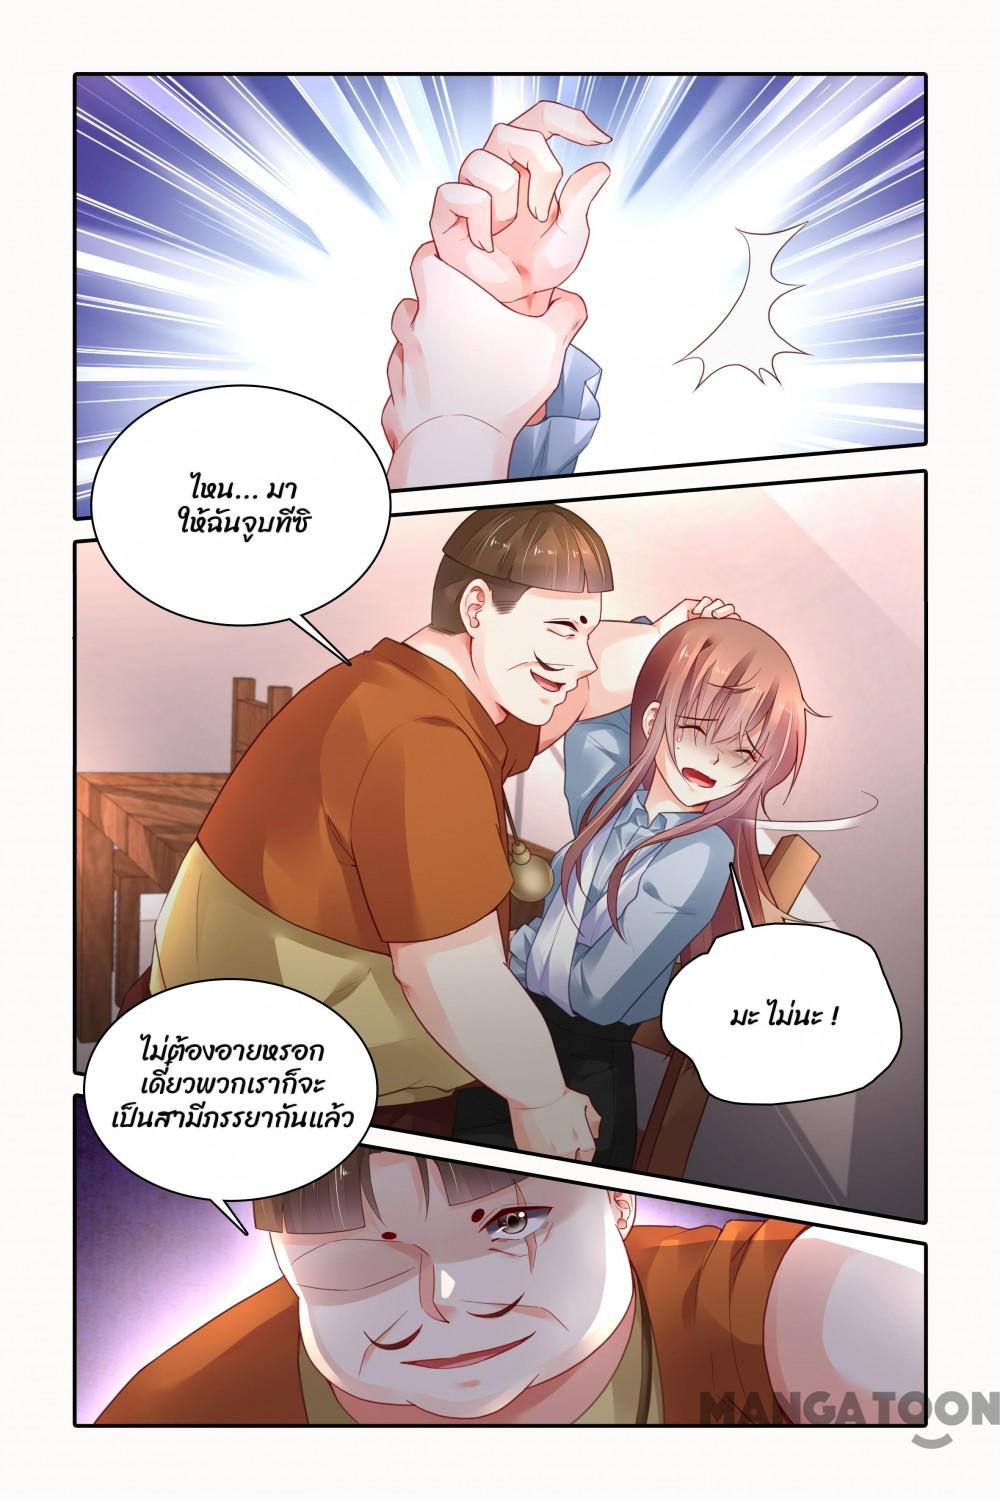 ไหน... มา
ให้ฉันจูบทีซิ
มะ ไม่นะ !
ไม่ต้องอายหรอก
เดี๋ยวพวกเราก็จะ
เป็นสามีภรรยากันแล้ว
MANGATOON